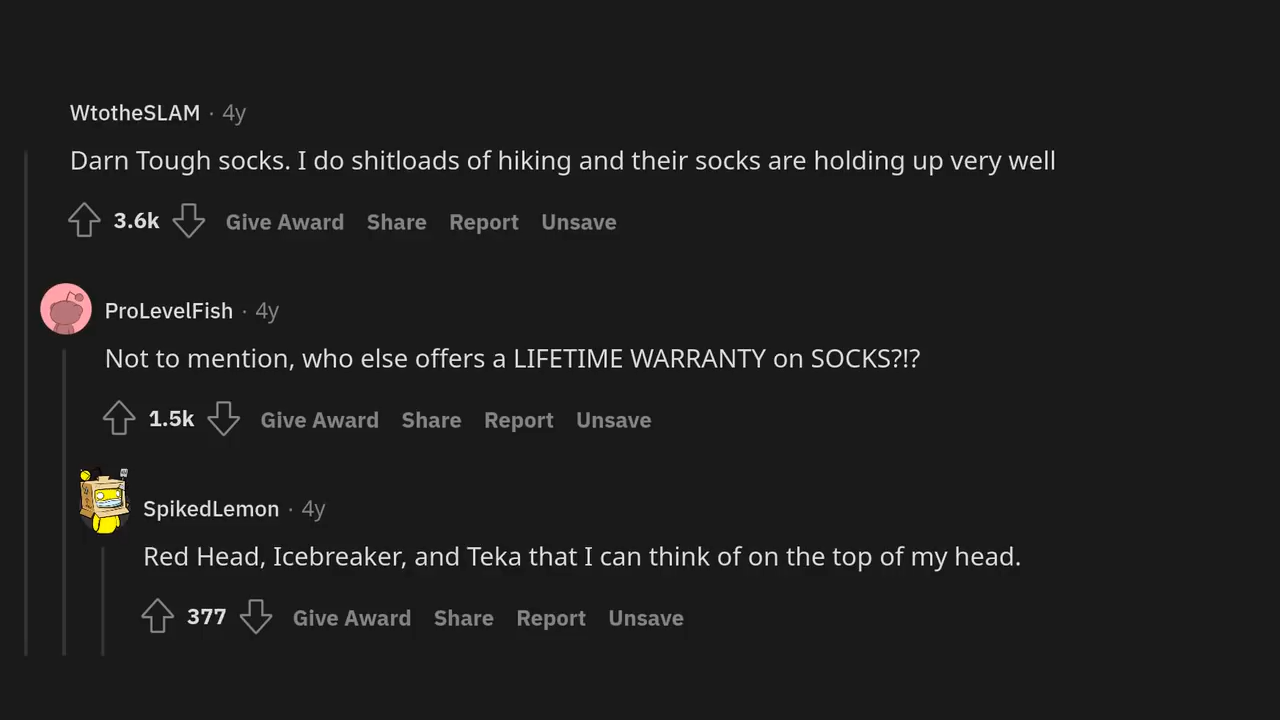 WtotheSLAM · 4y
Darn Tough socks. I do shitloads of hiking and their socks are holding up very well
3.6k Give Award Share Report Unsave
ProLevelFish · 4y
Not to mention, who else offers a LIFETIME WARRANTY on SOCKS?!?
1.5k Give Award Share Report Unsave
SpikedLemon · 4y
Red Head, Icebreaker, and Teka that I can think of on the top of my head.
377 Give Award Share Report Unsave